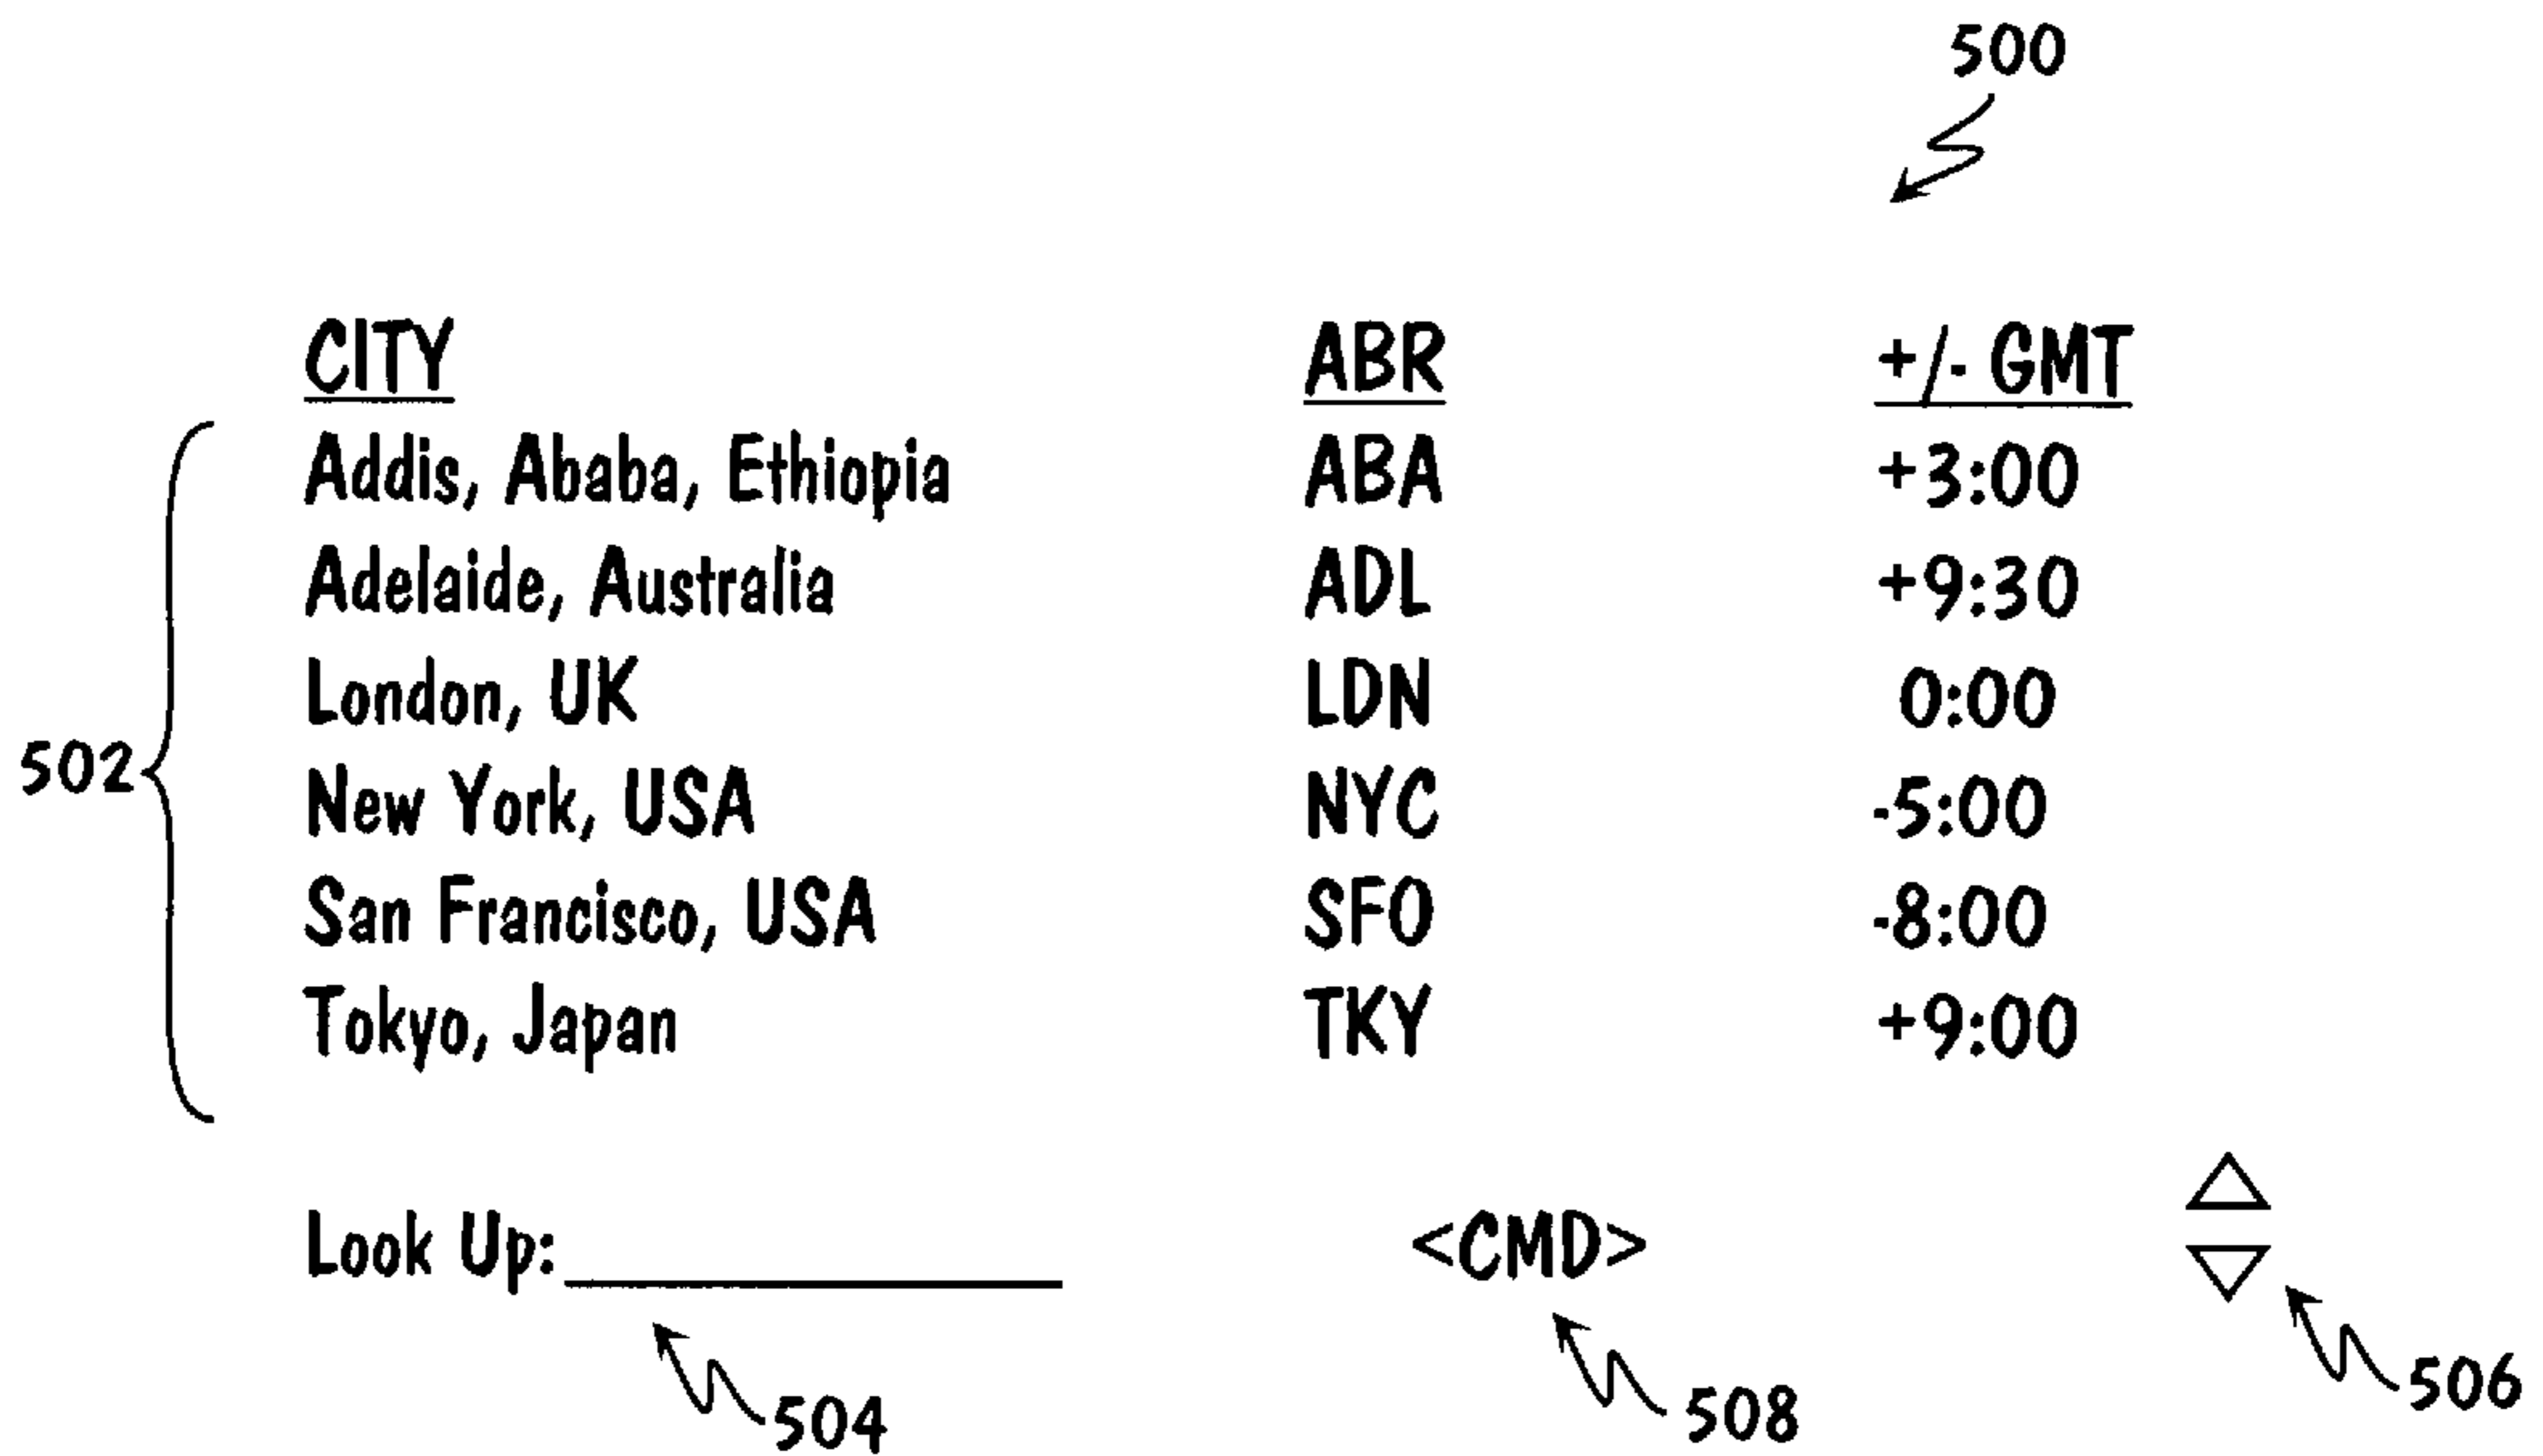 500
CITY ABR +/- GMT
Addis, Ababa, Ethiopia ABA +3:00
Adelaide, Australia ADL +9:30
London, UK LDN 0:00
502 New York, USA NYC -5:00
San Francisco, USA SFO -8:00
Tokyo, Japan TKY +9:00
Look Up: <CMD>
504 508 506